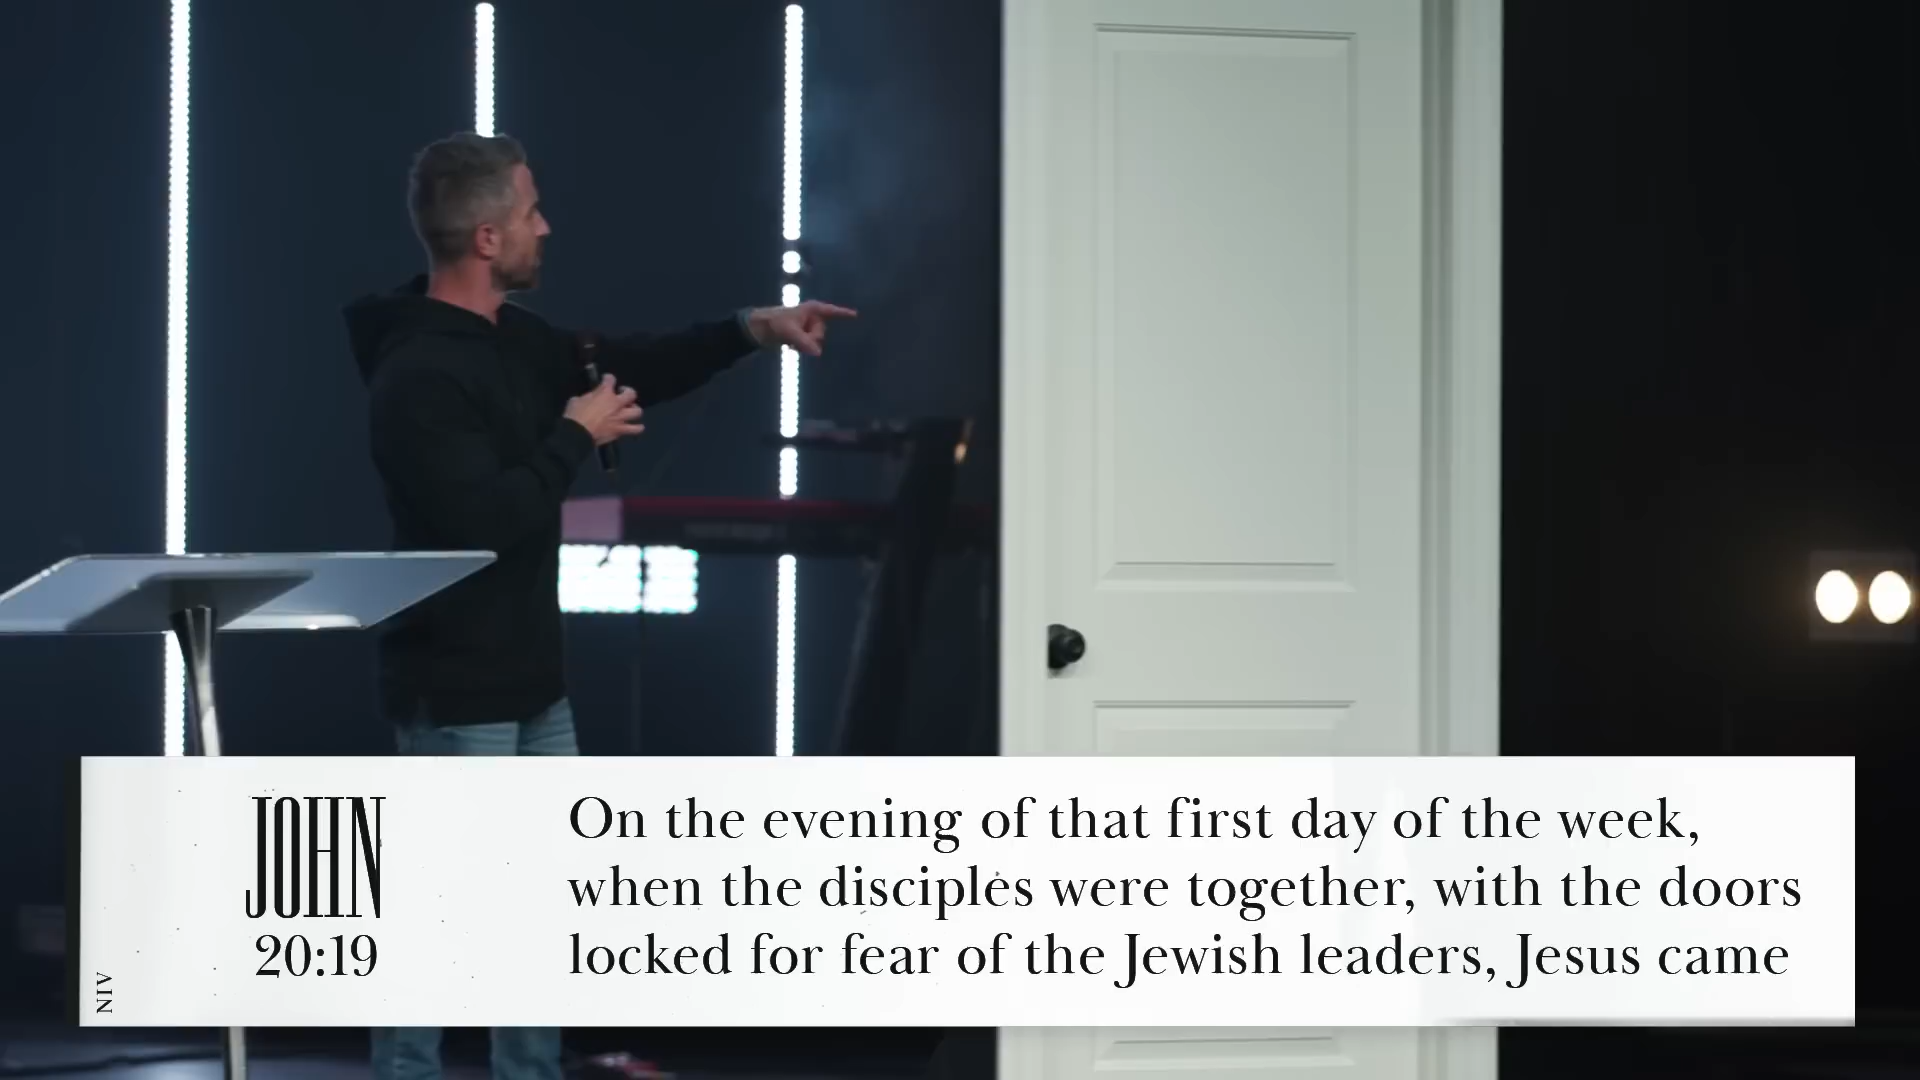 JOHN
20:19
NIV
On the evening of that first day of the week,
when the disciples were together, with the doors
locked for fear of the Jewish leaders, Jesus came